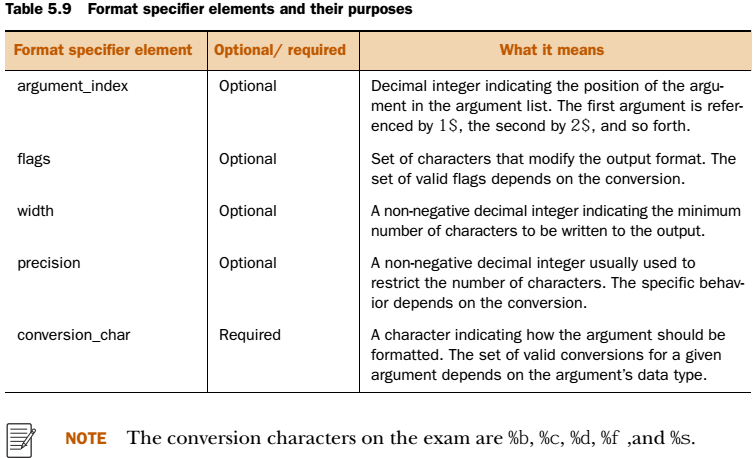 Table 5.9 Format specifier elements and their purposes
Format specifier element Optional/ required What it means
argument_index Optional Decimal integer indicating the position of the argu-
ment in the argument list. The first argument is refer-
enced by 1$, the second by 2$, and so forth.
flags Optional Set of characters that modify the output format. The
set of valid flags depends on the conversion.
width Optional A non-negative decimal integer indicating the minimum
number of characters to be written to the output.
precision Optional A non-negative decimal integer usually used to
restrict the number of characters. The specific behav-
ior depends on the conversion.
conversion_char Required A character indicating how the argument should be
formatted. The set of valid conversions for a given
argument depends on the argument's data type.
NOTE The conversion characters on the exam are %b, %c, %d, %f ,and %s.